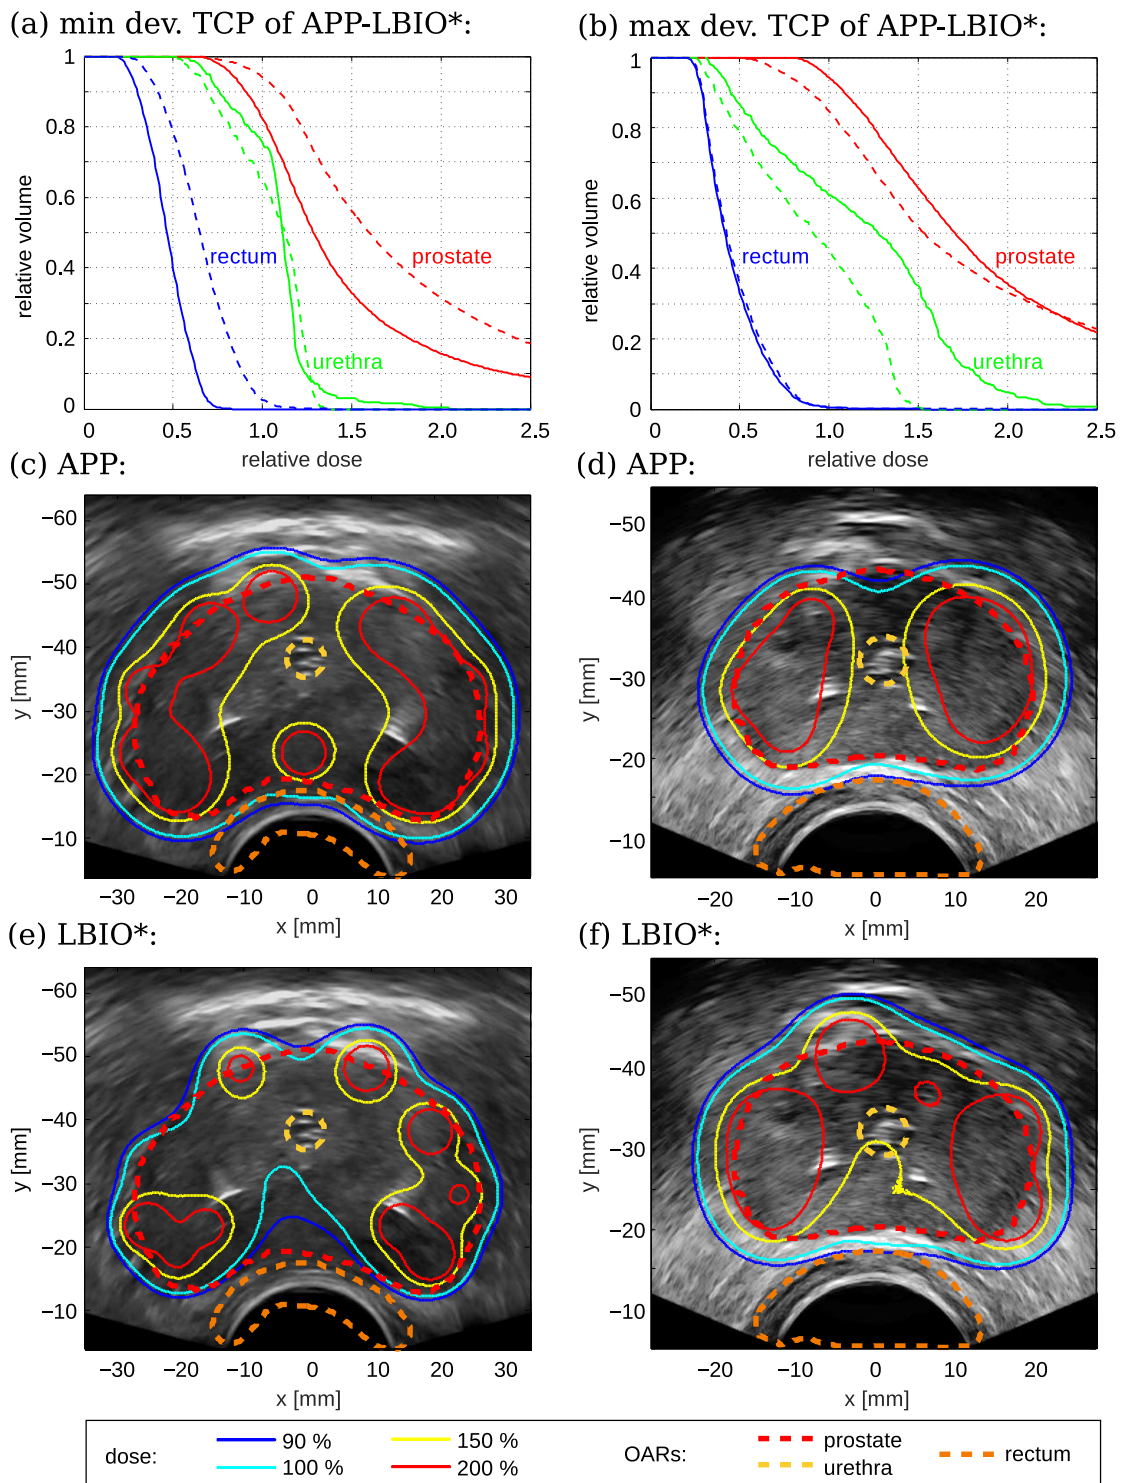 (a) min dev. TCP of APP-LBIO*:
(b) max dev. TCP of APP-LBIO*:
relative volume
1
0.8
0.6
0.4
0.2
0
rectum
prostate
urethra
0 0.5 1.0 1.5 2.0 2.5
relative dose
relative volume
1
0.8
0.6
0.4
0.2
0
rectum
prostate
urethra
0 0.5 1.0 1.5 2.0 2.5
relative dose
(c) APP:
(d) APP:
y [mm]
−60
−50
−40
−30
−20
−10
−30 −20 −10 0 10 20 30
x [mm]
y [mm]
−50
−40
−30
−20
−10
−20 −10 0 10 20
x [mm]
(e) LBIO*:
(f) LBIO*:
y [mm]
−60
−50
−40
−30
−20
−10
−30 −20 −10 0 10 20 30
x [mm]
y [mm]
−50
−40
−30
−20
−10
−20 −10 0 10 20
x [mm]
dose:
90 %
100 %
150 %
200 %
OARs:
prostate
urethra
rectum